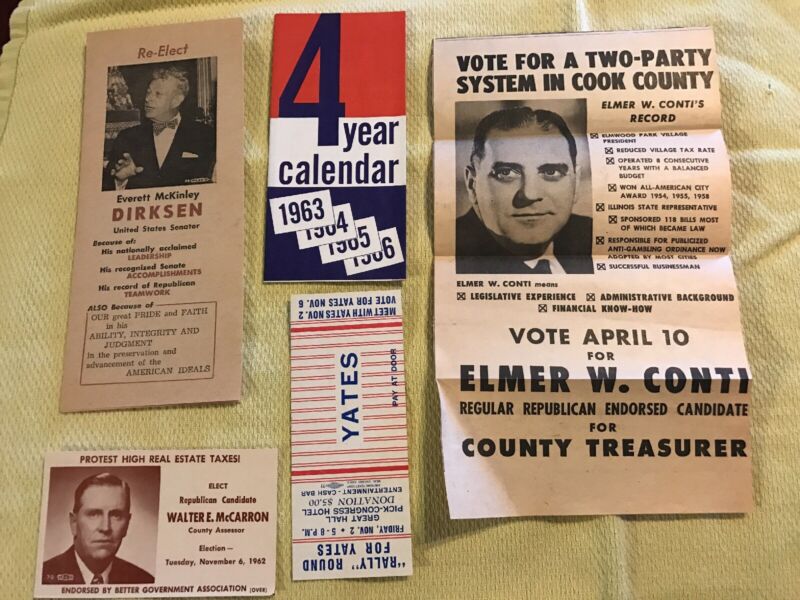 Re-Elect
Everett McKinley
DIRKSEN
United States Senator
Because of:
His nationally acclaimed
LEADERSHIP
His recognized Senate
ACCOMPLISHMENTS
His record of Republican
TEAMWORK
ALSO Because of
OUR great PRIDE and FAITH
in his
ABILITY, INTEGRITY AND
JUDGMENT
in the preservation and
advancement of the
AMERICAN IDEALS
4
year
calendar
1963
1964
1965
1966
VOTE FOR A TWO-PARTY
SYSTEM IN COOK COUNTY
ELMER W. CONTI'S
RECORD
ELMWOOD PARK VILLAGE
PRESIDENT
REDUCED VILLAGE TAX RATE
OPERATED 8 CONSECUTIVE
YEARS WITH A BALANCED
BUDGET
WON ALL-AMERICAN CITY
AWARD 1954, 1955, 1958
ILLINOIS STATE REPRESENTATIVE
SPONSORED 118 BILLS MOST
OF WHICH BECAME LAW
RESPONSIBLE FOR PUBLICIZED
ANTI-GAMBLING ORDINANCE NOW
ADOPTED BY MOST CITIES
SUCCESSFUL BUSINESSMAN
ELMER W. CONTI means
LEGISLATIVE EXPERIENCE ADMINISTRATIVE BACKGROUND
FINANCIAL KNOW-HOW
VOTE APRIL 10
FOR
ELMER W. CONTI
REGULAR REPUBLICAN ENDORSED CANDIDATE
FOR
COUNTY TREASURER
PROTEST HIGH REAL ESTATE TAXES!
ELECT
Republican Candidate
WALTER E. McCARRON
County Assessor
Election—
Tuesday, November 6, 1962
ENDORSED BY BETTER GOVERNMENT ASSOCIATION (OVER)
"RALLY" ROUND
FOR YATES
FRIDAY, NOV. 2 • 5-8 P.M.
GREAT HALL
PICK-CONGRESS HOTEL
DONATION $5.00
ENTERTAINMENT - CASH BAR
YATES
PAY AT DOOR
MEET WITH YATES NOV. 2
VOTE FOR YATES NOV. 6